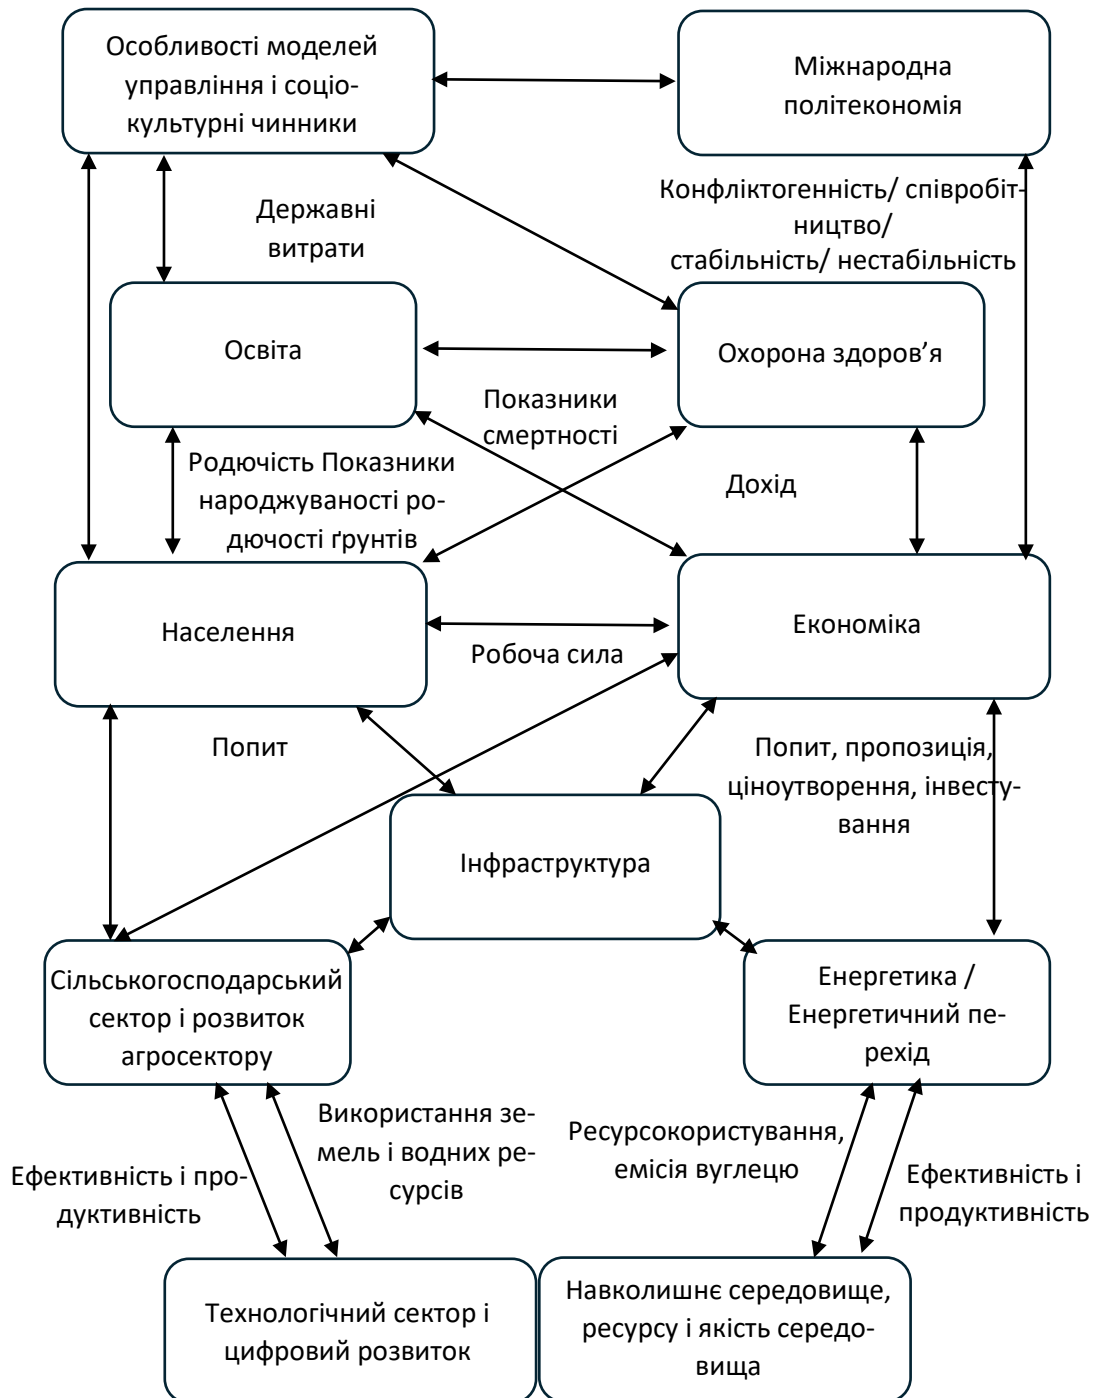 Особливості моделей
управління і соціо-
культурні чинники
Міжнародна
політекономія
Державні
витрати
Конфліктогенність/ співробіт-
ництво/
стабільність/ нестабільність
Освіта
Охорона здоров’я
Показники
смертності
Родючість Показники
народжуваності ро-
дючості ґрунтів
Дохід
Населення
Економіка
Робоча сила
Попит
Попит, пропозиція,
ціноутворення, інвесту-
вання
Інфраструктура
Сільськогосподарський
сектор і розвиток
агросектору
Енергетика /
Енергетичний пе-
рехід
Ефективність і про-
дуктивність
Використання зе-
мель і водних ре-
сурсів
Ресурсокористування,
емісія вуглецю
Ефективність і
продуктивність
Технологічний сектор і
цифровий розвиток
Навколишнє середовище,
ресурсу і якість середо-
вища